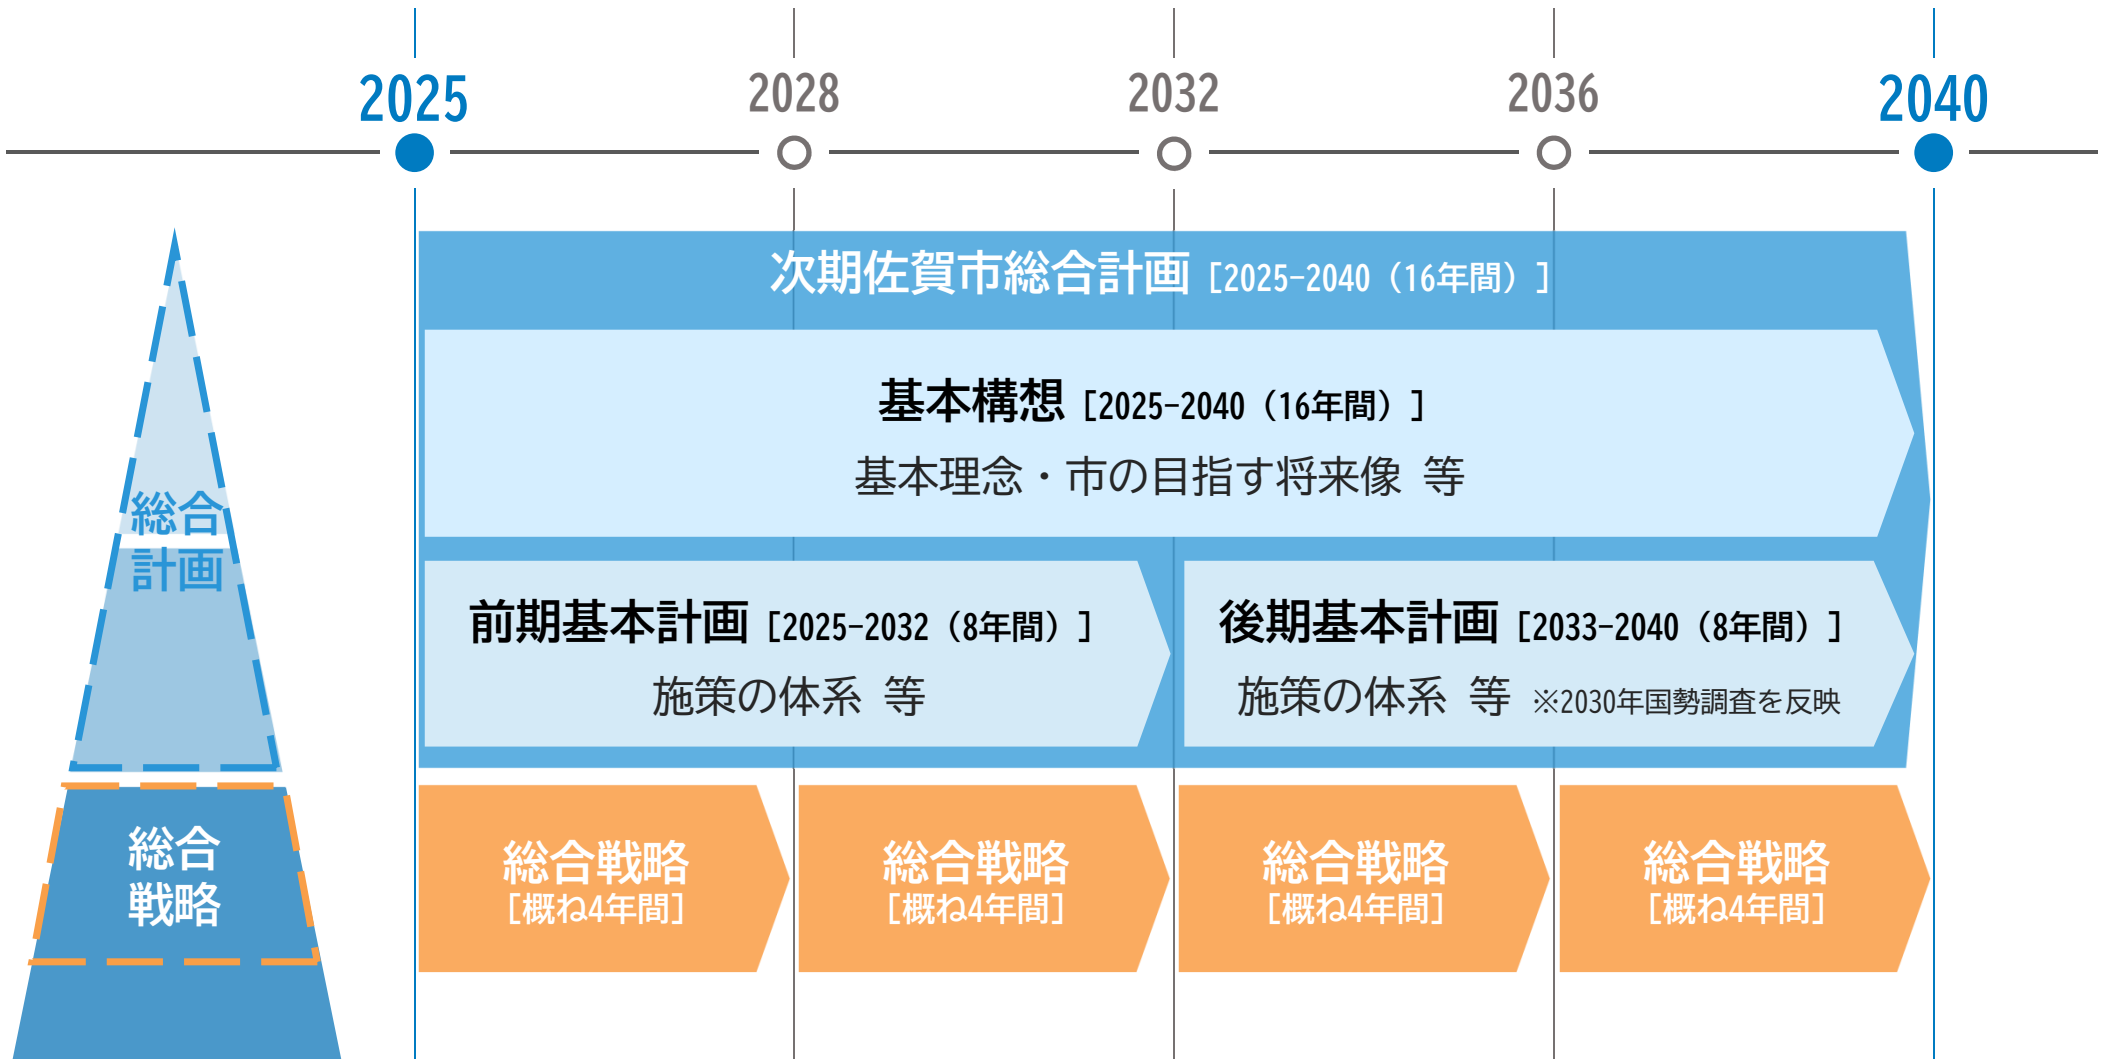 2025
2028
2032
2036
2040
次期佐賀市総合計画 [2025-2040（16年間）]
基本構想 [2025-2040（16年間）]
基本理念・市の目指す将来像 等
総合
計画
前期基本計画 [2025-2032（8年間）]
施策の体系 等
後期基本計画 [2033-2040（8年間）]
施策の体系 等 ※2030年国勢調査を反映
総合
戦略
総合戦略
[概ね4年間]
総合戦略
[概ね4年間]
総合戦略
[概ね4年間]
総合戦略
[概ね4年間]